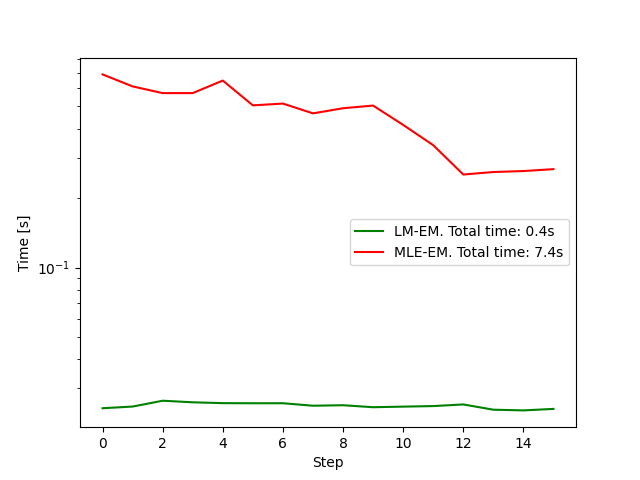 Time [s]
10⁻¹
LM-EM. Total time: 0.4s
MLE-EM. Total time: 7.4s
0 2 4 6 8 10 12 14
Step